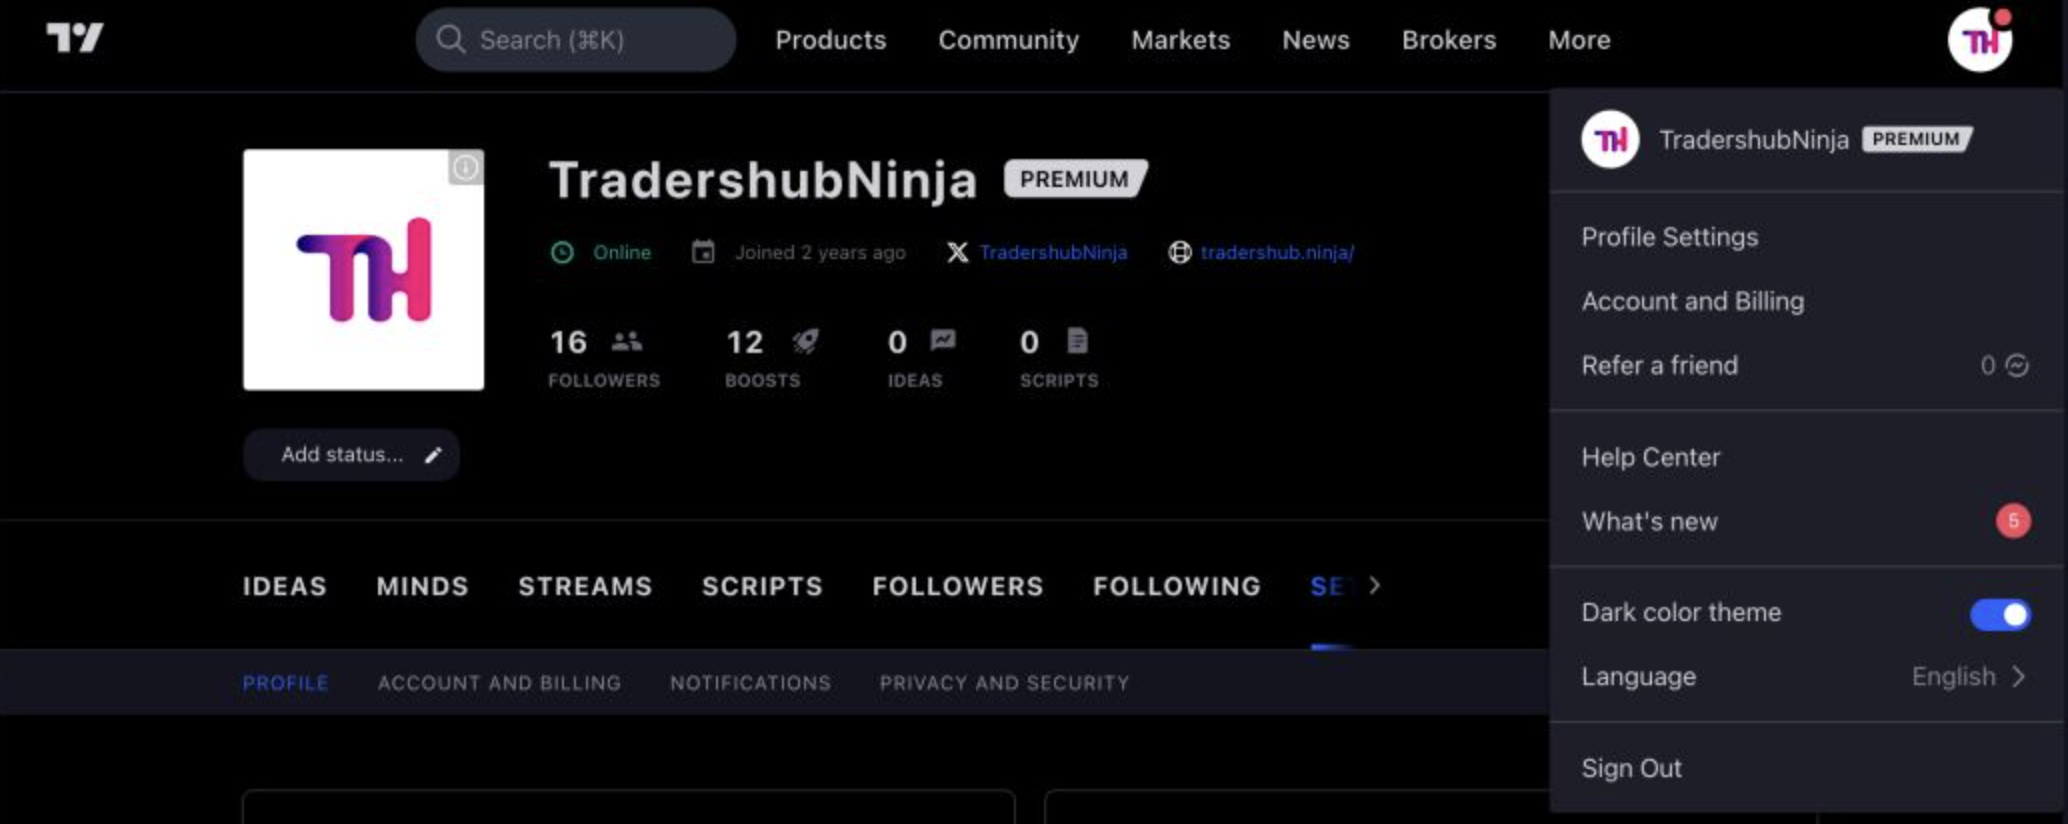 Search (⌘K)
Products
Community
Markets
News
Brokers
More
TH
TradershubNinja PREMIUM
Online
Joined 2 years ago
TradershubNinja
tradershub.ninja/
16
FOLLOWERS
12
BOOSTS
0
IDEAS
0
SCRIPTS
TH
Add status...
IDEAS
MINDS
STREAMS
SCRIPTS
FOLLOWERS
FOLLOWING
SE
PROFILE
ACCOUNT AND BILLING
NOTIFICATIONS
PRIVACY AND SECURITY
TH
TradershubNinja PREMIUM
Profile Settings
Account and Billing
Refer a friend 0
Help Center
What's new 5
Dark color theme
Language English
Sign Out